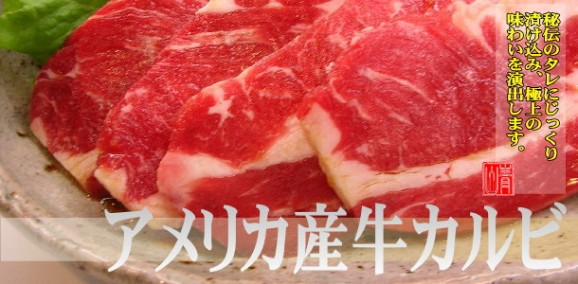 秘伝のタレにじっくり
漬け込み、極上の
味わいを演出します。
アメリカ産牛カルビ